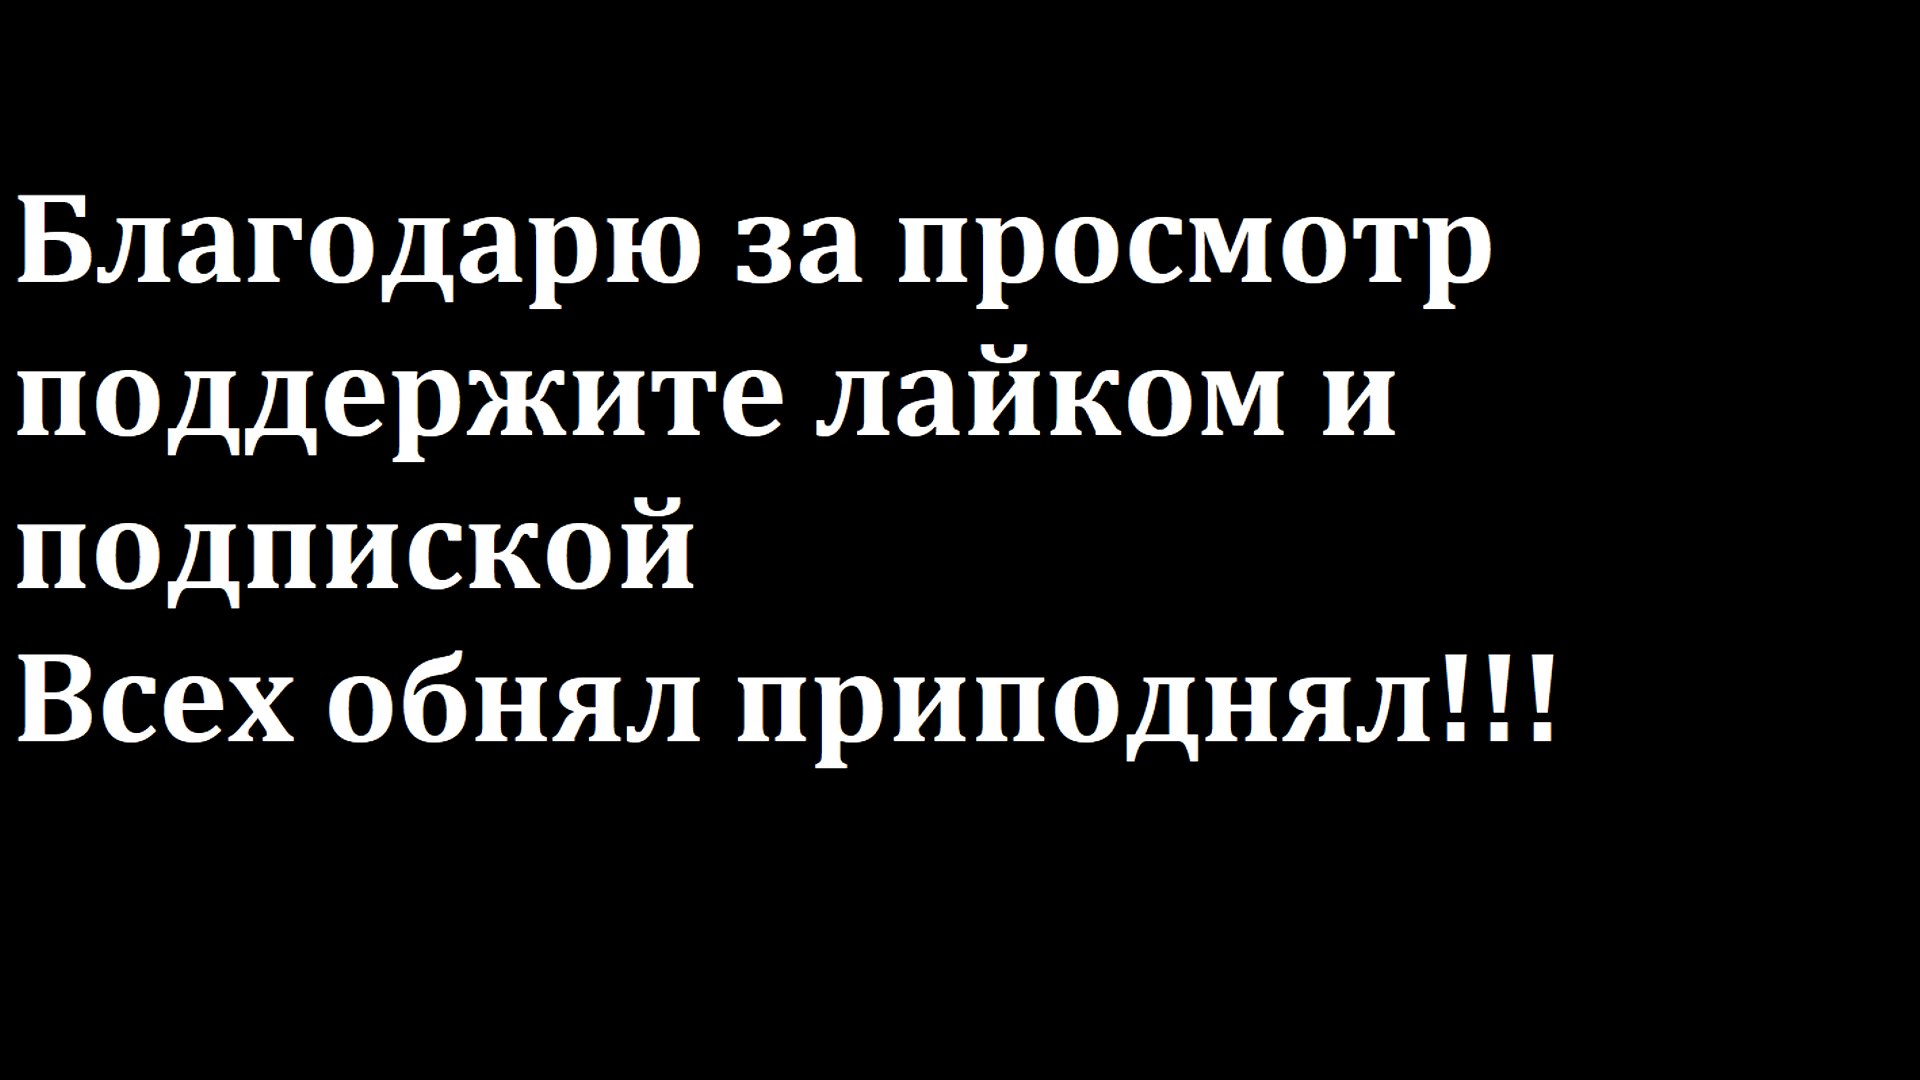 Благодарю за просмотр
поддержите лайком и
подпиской
Всех обнял приподнял!!!